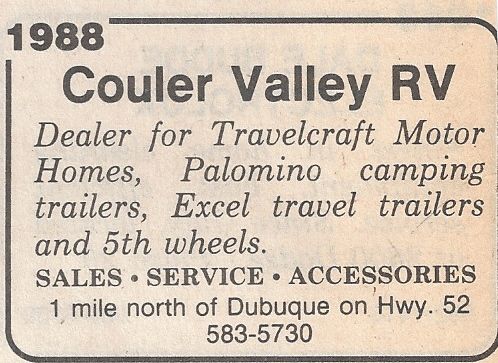 1988
Couler Valley RV
Dealer for Travelcraft Motor
Homes, Palomino camping
trailers, Excel travel trailers
and 5th wheels.
SALES • SERVICE • ACCESSORIES
1 mile north of Dubuque on Hwy. 52
583-5730